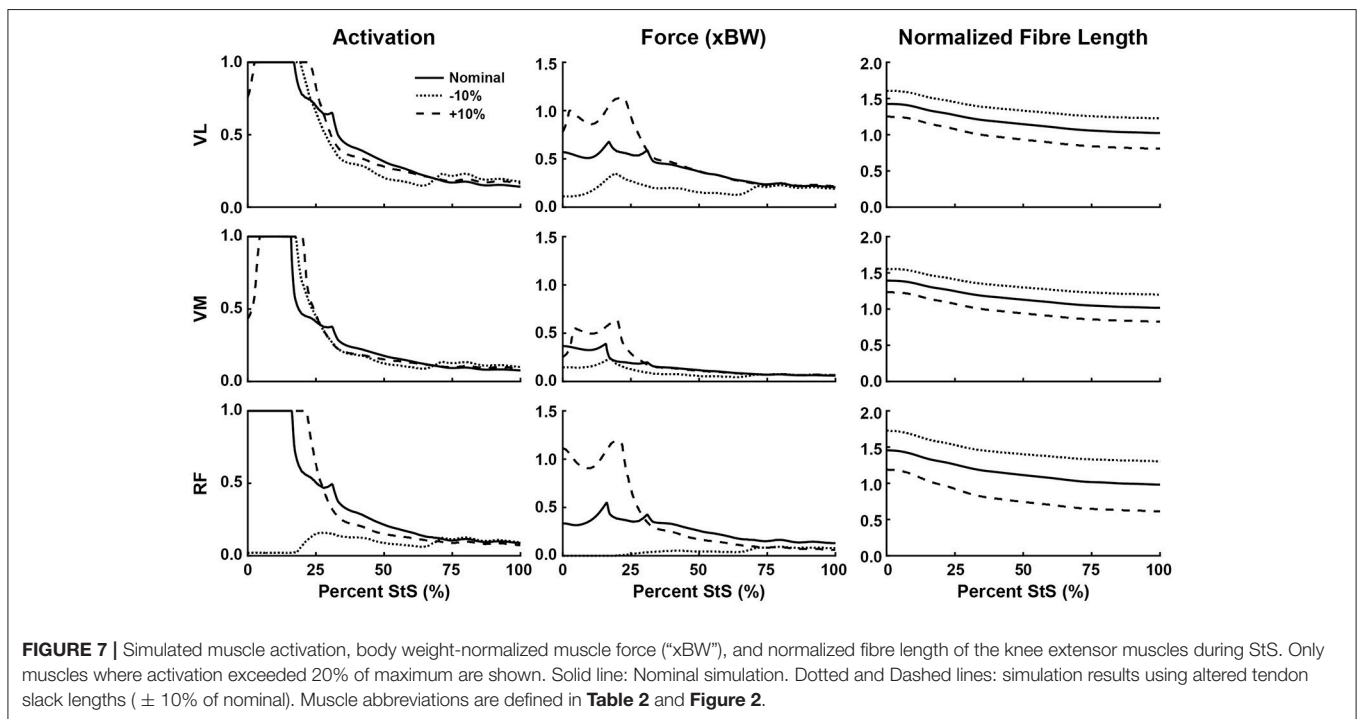 Activation
Force (xBW)
Normalized Fibre Length
VL
1.0
0.5
1.0
Nominal
-10%
+10%
1.5
1.0
0.5
0.0
2.0
1.5
1.0
0.5
0.0
VM
1.0
0.5
1.0
1.5
1.0
0.5
0.0
2.0
1.5
1.0
0.5
0.0
RF
1.0
0.5
1.0
0 25 50 75 100
Percent StS (%)
1.5
1.0
0.5
0
0 25 50 75 100
Percent StS (%)
2.0
1.5
1.0
0.5
0.0
0 25 50 75 100
Percent StS (%)
FIGURE 7 | Simulated muscle activation, body weight-normalized muscle force (“xBW”), and normalized fibre length of the knee extensor muscles during StS. Only
muscles where activation exceeded 20% of maximum are shown. Solid line: Nominal simulation. Dotted and Dashed lines: simulation results using altered tendon
slack lengths ( ± 10% of nominal). Muscle abbreviations are defined in Table 2 and Figure 2.